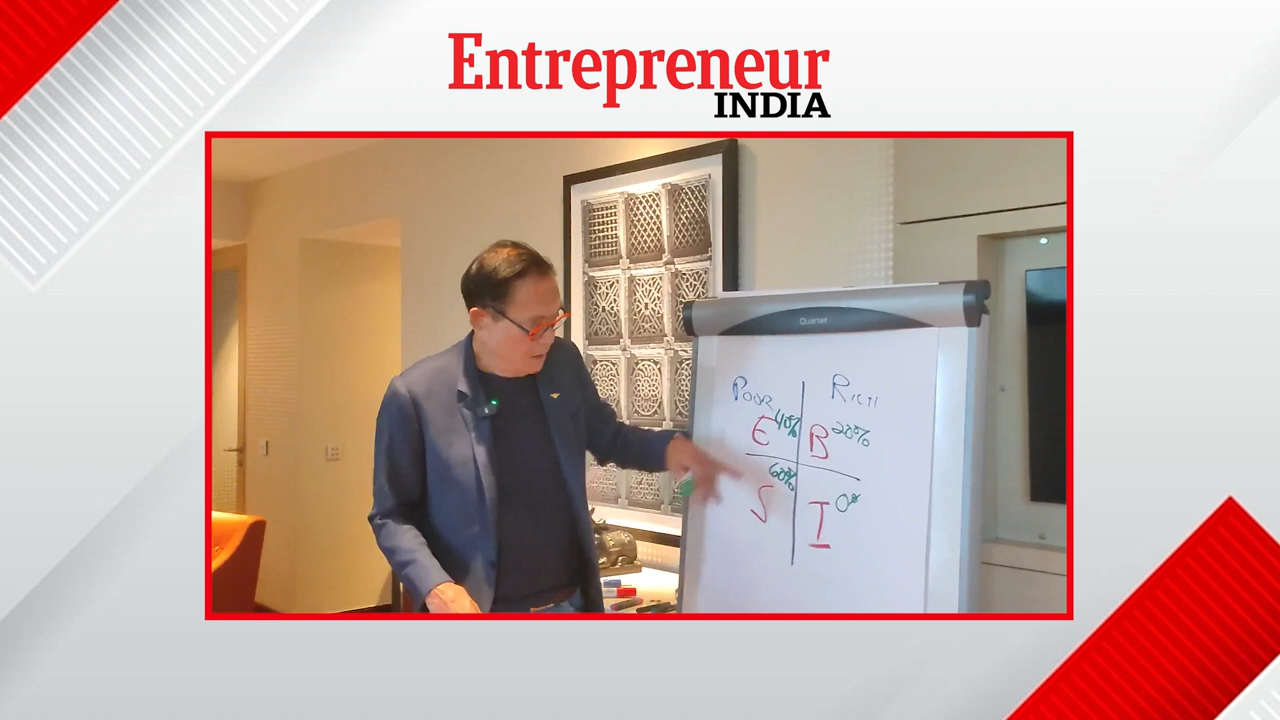 Entrepreneur
INDIA
Quartet
POOR RICH
E 40% B 20%
60%
S I 0%